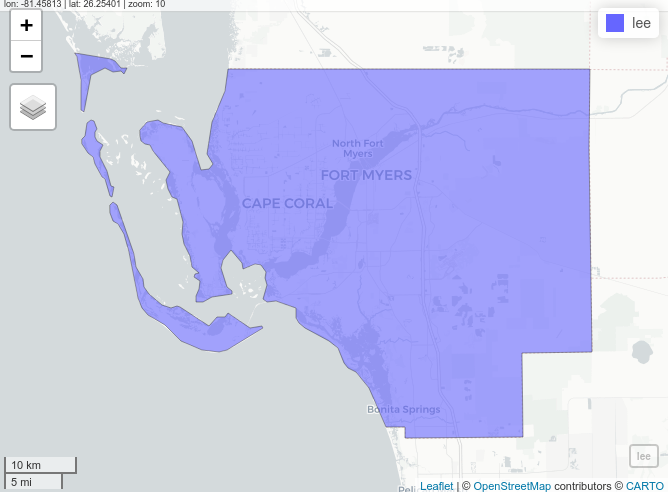 lon: -81.45813 | lat: 26.25401 | zoom: 10
+
−
lee
North Fort
Myers
FORT MYERS
CAPE CORAL
Bonita Springs
10 km
5 mi
lee
Peli
Leaflet | © OpenStreetMap contributors © CARTO